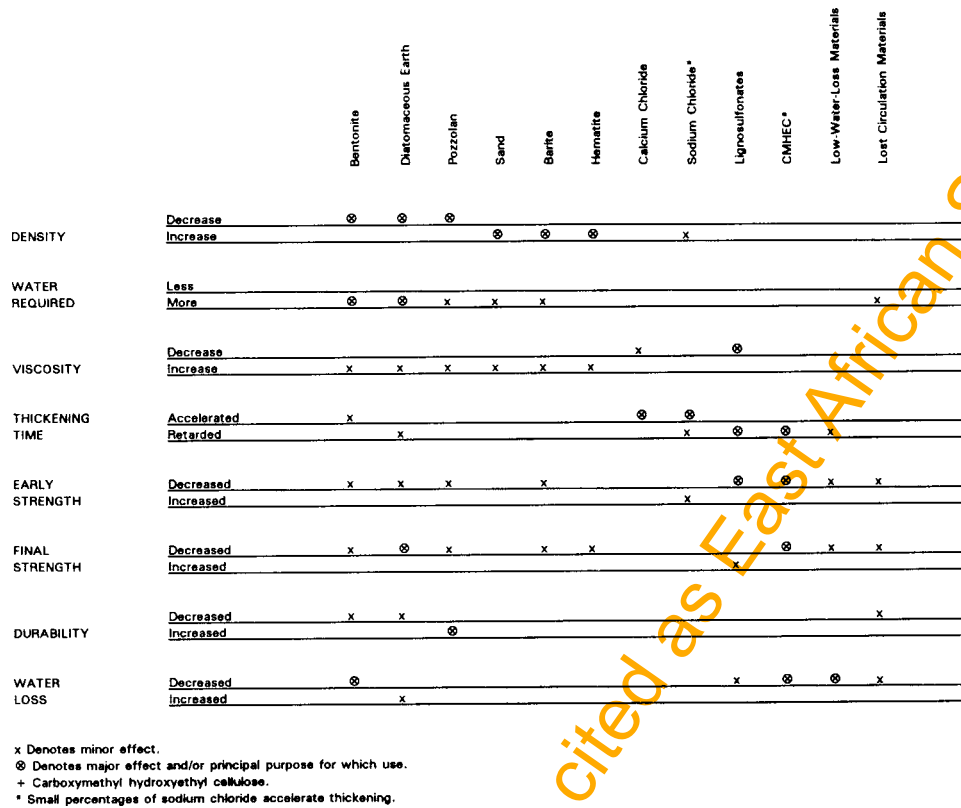 Bentonite
Diatomaceous Earth
Pozzolan
Sand
Barite
Hematite
Calcium Chloride
Sodium Chloride*
Lignosulfonates
CMHEC*
Low-Water-Loss Materials
Lost Circulation Materials
DENSITY
Decrease ⊗ ⊗ ⊗
Increase ⊗ ⊗ ⊗ x
WATER REQUIRED
Less
More ⊗ ⊗ x x x x
VISCOSITY
Decrease x ⊗
Increase x x x x x x
THICKENING TIME
Accelerated x ⊗ ⊗
Retarded x x ⊗ ⊗ x
EARLY STRENGTH
Decreased x x x x ⊗ ⊗ x x
Increased x
FINAL STRENGTH
Decreased x ⊗ x x x ⊗ x x
Increased x
DURABILITY
Decreased x x x
Increased ⊗
WATER LOSS
Decreased ⊗ x ⊗ ⊗ x
Increased x
x Denotes minor effect.
⊗ Denotes major effect and/or principal purpose for which use.
+ Carboxymethyl hydroxyethyl cellulose.
* Small percentages of sodium chloride accelerate thickening.
cited as East African